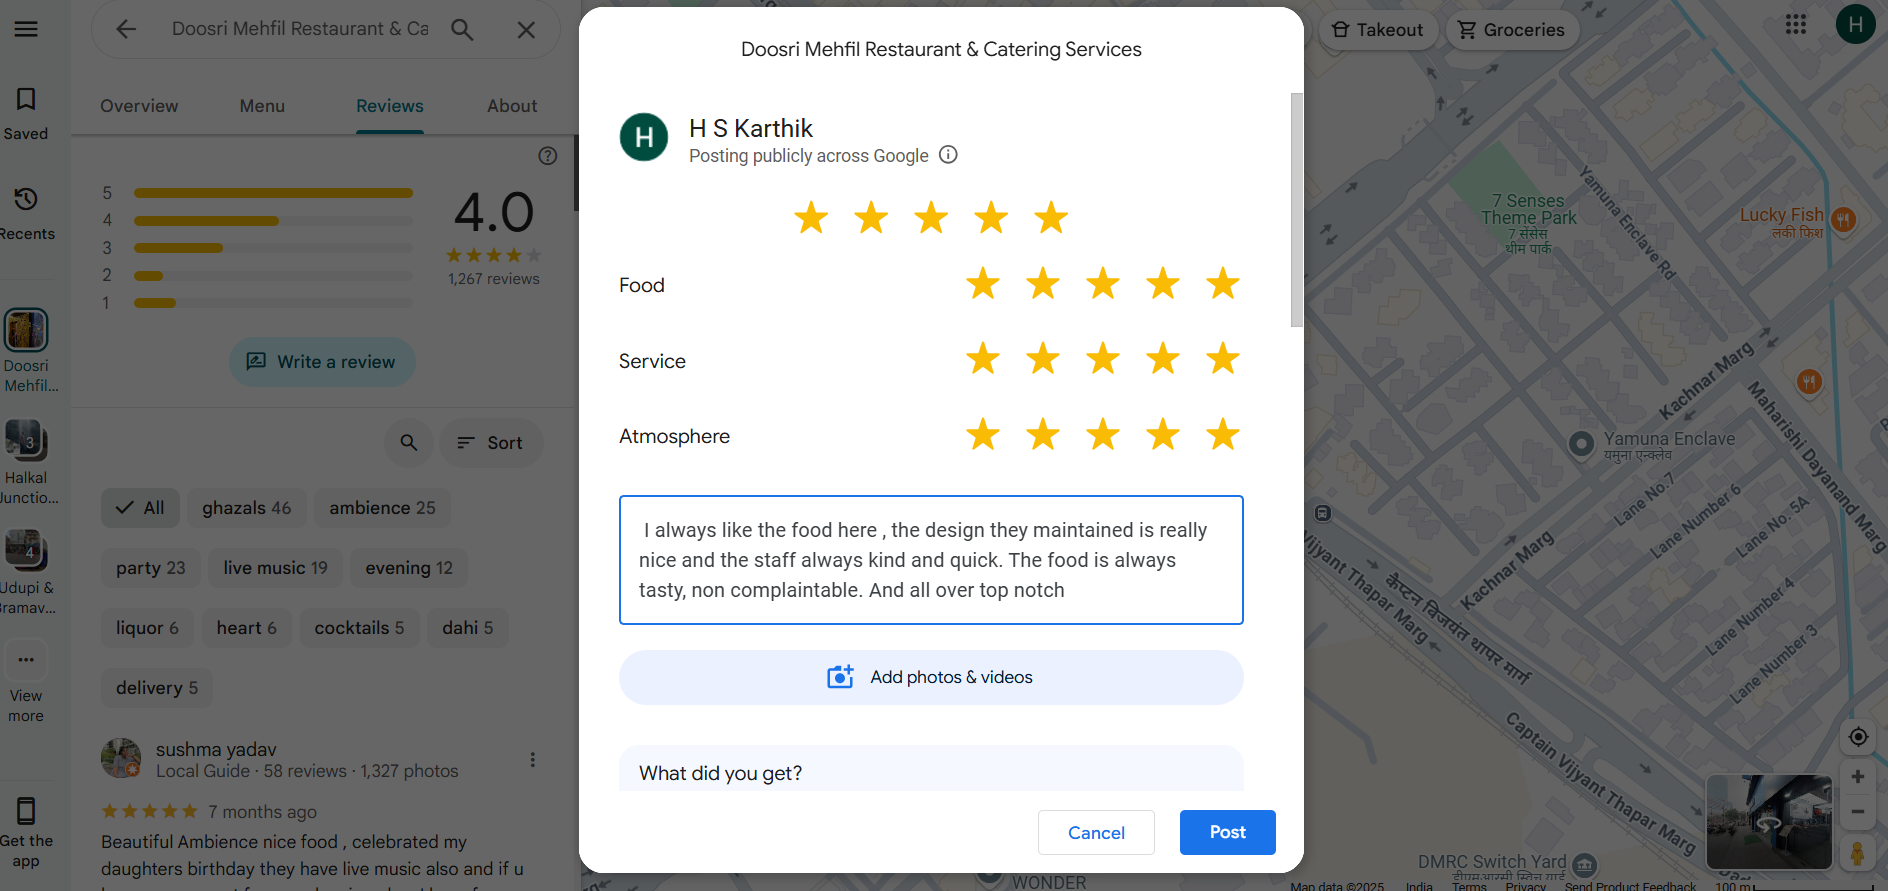 Doosri Mehfil Restaurant & Ca
Overview Menu Reviews About
Saved
Recents
5
4
3
2
1
4.0
1,267 reviews
Write a review
Doosri
Mehfil...
3
Halkal
Junctio...
4
Udupi &
Bramav...
View
more
Get the
app
Sort
All ghazals 46 ambience 25
party 23 live music 19 evening 12
liquor 6 heart 6 cocktails 5 dahi 5
delivery 5
sushma yadav
Local Guide · 58 reviews · 1,327 photos
7 months ago
Beautiful Ambience nice food , celebrated my
daughters birthday they have live music also and if u
Doosri Mehfil Restaurant & Catering Services
H
H S Karthik
Posting publicly across Google
Food
Service
Atmosphere
I always like the food here , the design they maintained is really
nice and the staff always kind and quick. The food is always
tasty, non complaintable. And all over top notch
Add photos & videos
What did you get?
Cancel Post
Takeout Groceries
H
7 Senses
Theme Park
7 सेंसेस
थीम पार्क
Yamuna Enclave Rd
Lucky Fish
लकी फिश
Kachnar Marg
Maharishi Dayanand Marg
Yamuna Enclave
यमुना एन्क्लेव
Lane No.7
Lane Number 6
Lane No. 5A
Kachnar Marg
Vijyant Thapar Marg
कैप्टन विजयंत थापर मार्ग
Lane Number 4
Lane Number 3
Captain Vijyant Thapar Marg
DMRC Switch Yard
डीएमआरसी स्विच यार्ड
WONDER
Map data ©2025 India Terms Privacy Send Product Feedback 100 m